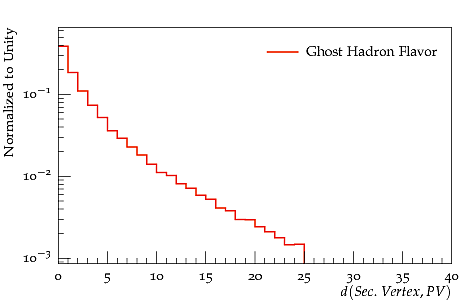 Normalized to Unity
Ghost Hadron Flavor
10⁻¹
10⁻²
10⁻³
0 5 10 15 20 25 30 35 40
d(Sec. Vertex, PV)